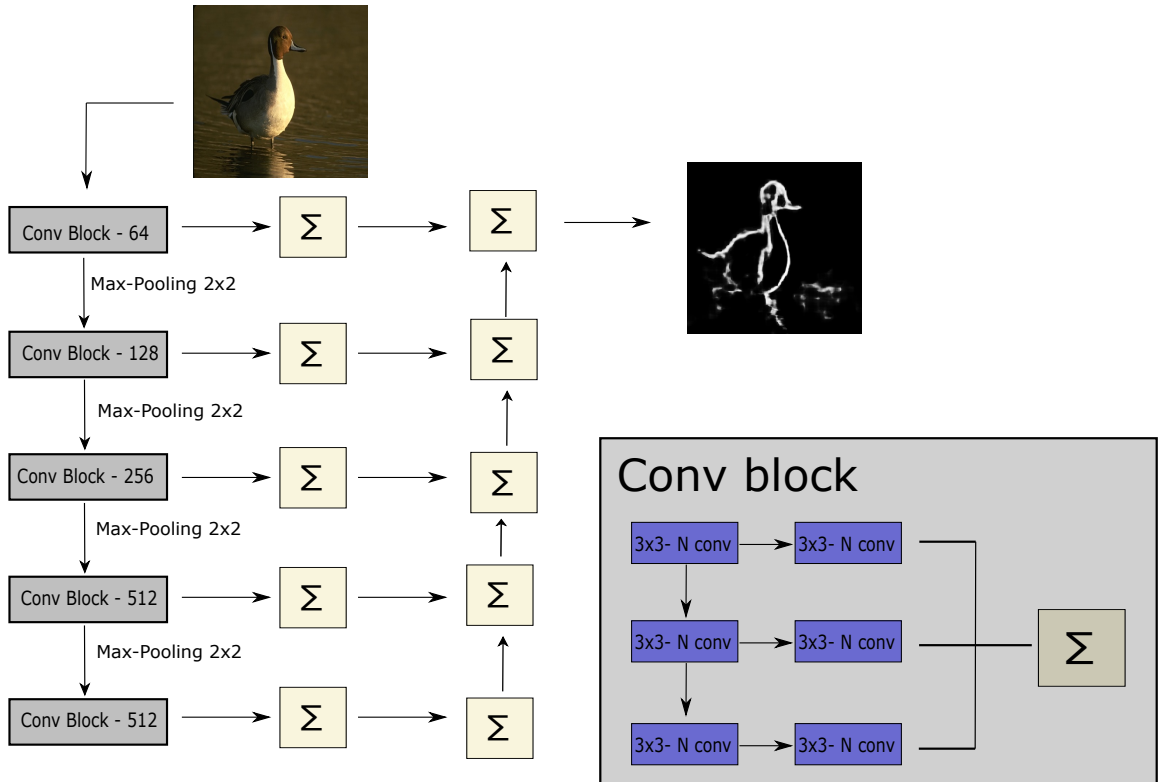 Conv Block - 64
Σ
Σ
Max-Pooling 2x2
Conv Block - 128
Σ
Σ
Max-Pooling 2x2
Conv Block - 256
Σ
Σ
Max-Pooling 2x2
Conv Block - 512
Σ
Σ
Max-Pooling 2x2
Conv Block - 512
Σ
Σ
Conv block
3x3- N conv
3x3- N conv
3x3- N conv
3x3- N conv
Σ
3x3- N conv
3x3- N conv